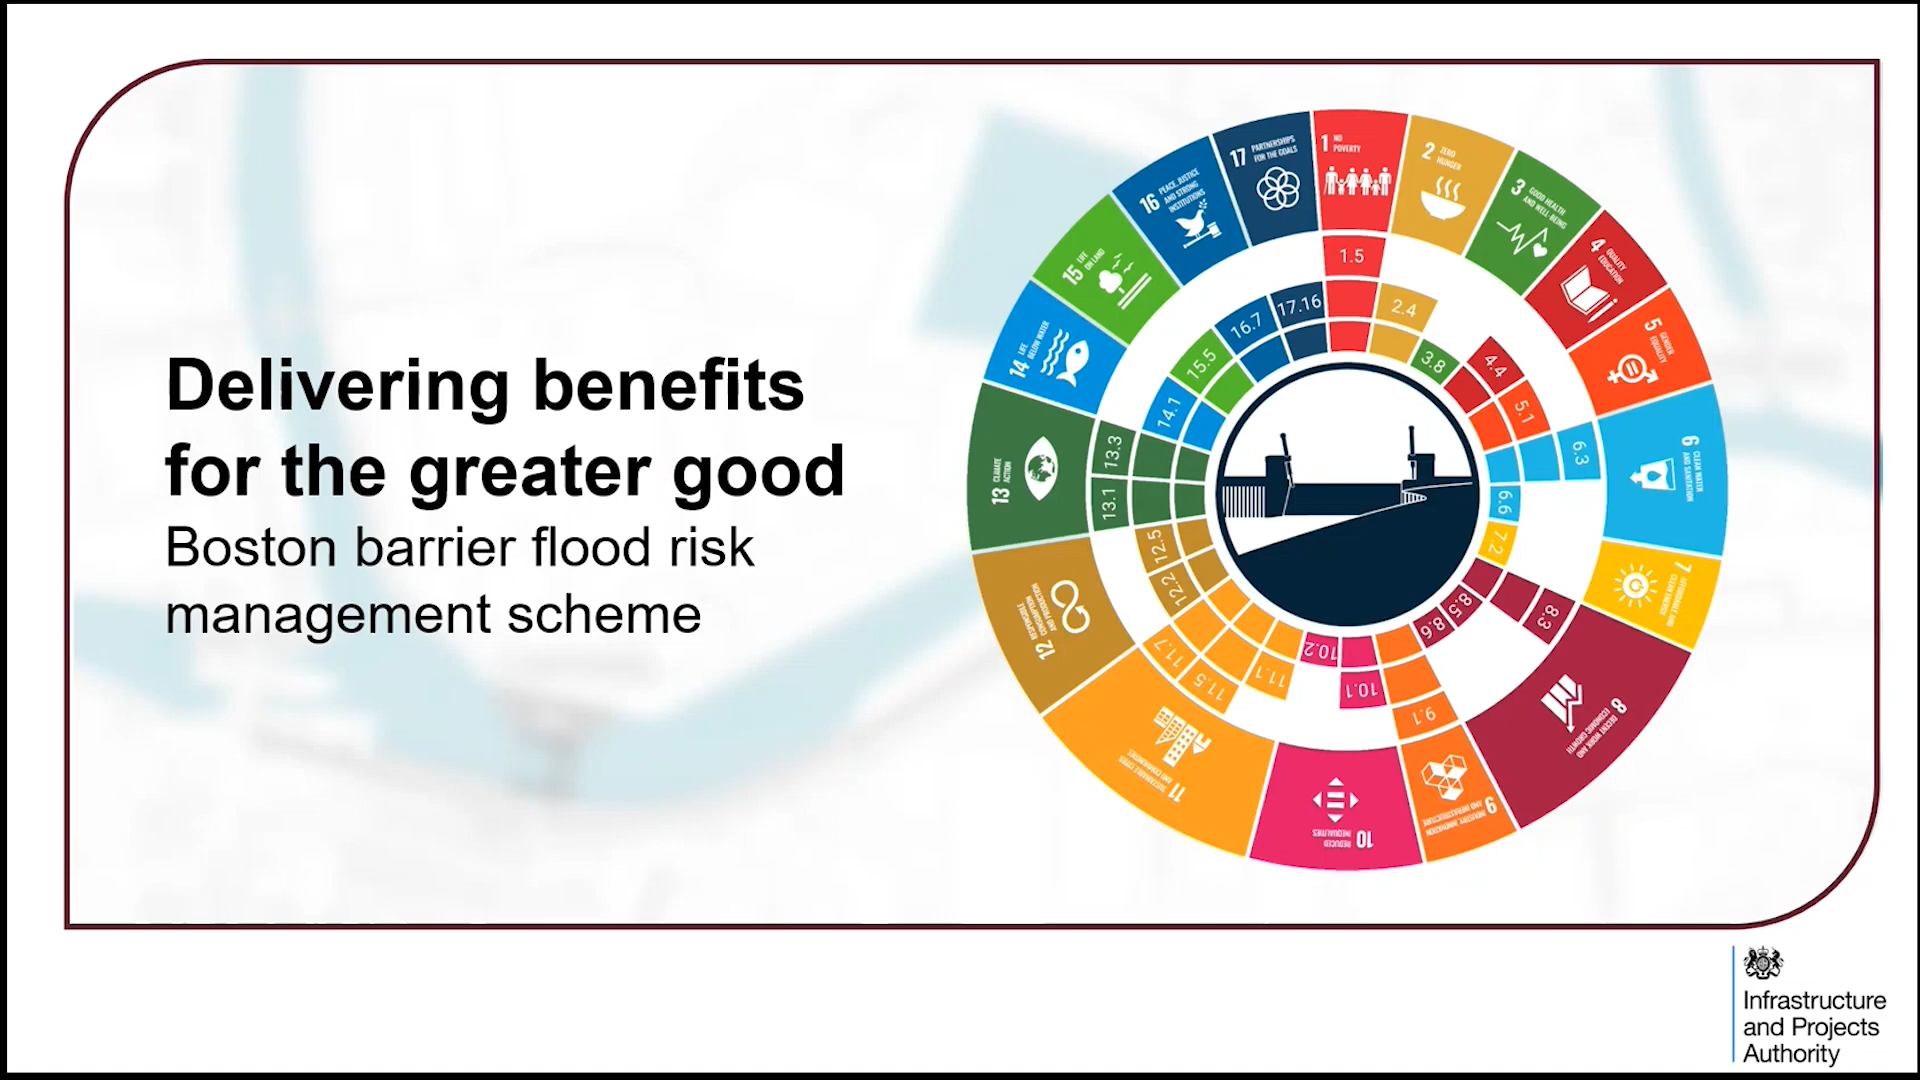 Delivering benefits
for the greater good
Boston barrier flood risk
management scheme
1 NO
POVERTY
2 ZERO
HUNGER
3 GOOD HEALTH
AND WELL-BEING
4 QUALITY
EDUCATION
5 GENDER
EQUALITY
6 CLEAN WATER
AND SANITATION
7 AFFORDABLE AND
CLEAN ENERGY
8 DECENT WORK AND
ECONOMIC GROWTH
9 INDUSTRY, INNOVATION
AND INFRASTRUCTURE
10 REDUCED
INEQUALITIES
11 SUSTAINABLE CITIES
AND COMMUNITIES
12 RESPONSIBLE
CONSUMPTION
AND PRODUCTION
13 CLIMATE
ACTION
14 LIFE
BELOW WATER
15 LIFE
ON LAND
16 PEACE, JUSTICE
AND STRONG
INSTITUTIONS
17 PARTNERSHIPS
FOR THE GOALS
1.5
2.4
3.8
4.4
5.1
6.3
6.6
7.2
8.3
8.5
8.6
9.1
10.1
10.2
11.1
11.5
11.7
12.2
12.5
13.1
13.3
14.1
15.5
16.7
17.16
Infrastructure
and Projects
Authority